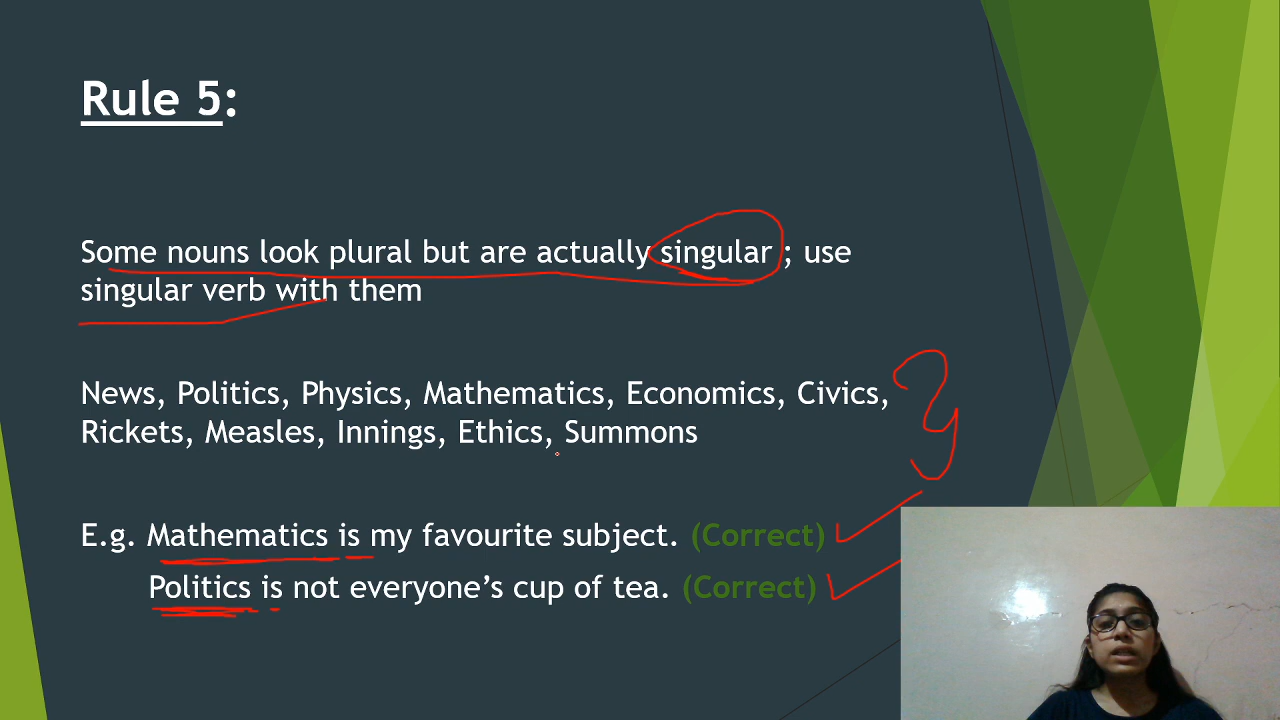 Rule 5:
Some nouns look plural but are actually singular ; use
singular verb with them
News, Politics, Physics, Mathematics, Economics, Civics,
Rickets, Measles, Innings, Ethics, Summons
E.g. Mathematics is my favourite subject. (Correct)
Politics is not everyone’s cup of tea. (Correct)